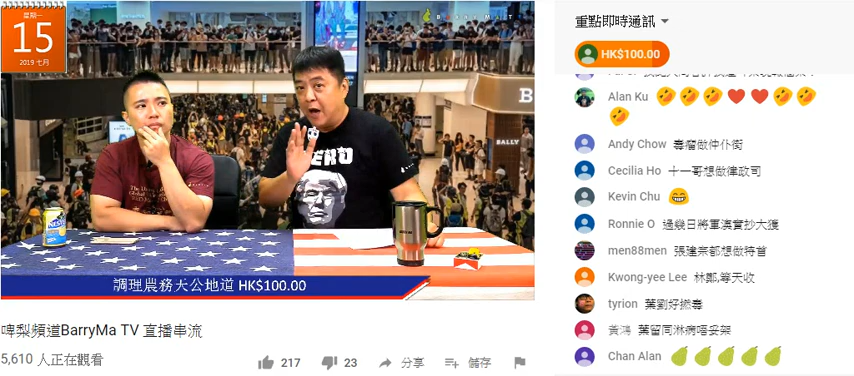 星期一
15
2019 七月
BarryMa TV
B
BALLY
HERO
NESTEA
調理農務天公地道 HK$100.00
啤梨頻道BarryMa TV 直播串流
5,610 人正在觀看
217
23
分享
儲存
重點即時通訊
HK$100.00
Alan Ku
Andy Chow 毒瘤做仲仆街
Cecilia Ho 十一哥想做律政司
Kevin Chu
Ronnie O 過幾日將軍澳實抄大獲
men88men 張建宗都想做特首
Kwong-yee Lee 林鄭,等天收
tyrion 葉劉好撚毒
黃鴻 葉留同淋病唔妥架
Chan Alan